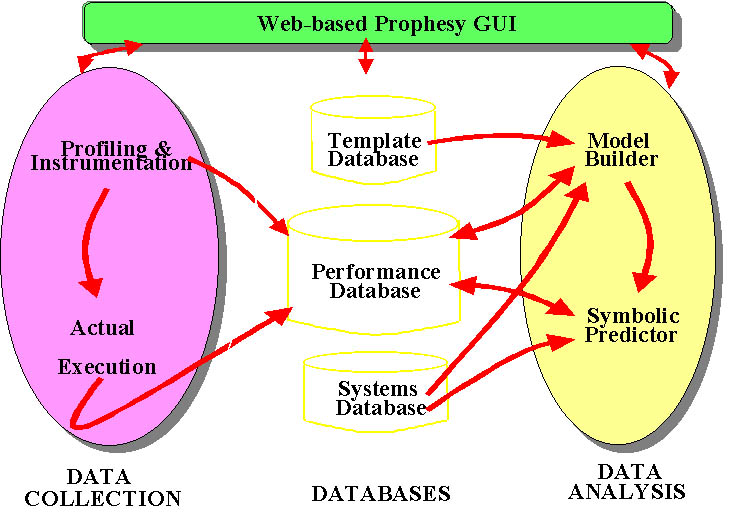 Web-based Prophesy GUI
Profiling &
Instrumentation
Actual
Execution
DATA
COLLECTION
Template
Database
Performance
Database
Systems
Database
DATABASES
Model
Builder
Symbolic
Predictor
DATA
ANALYSIS